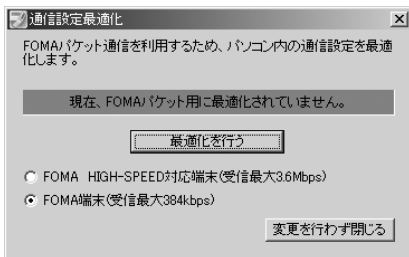 通信設定最適化
FOMAパケット通信を利用するため、パソコン内の通信設定を最適
化します。
現在、FOMAパケット用に最適化されていません。
最適化を行う
FOMA HIGH-SPEED対応端末(受信最大3.6Mbps)
FOMA端末(受信最大384kbps)
変更を行わず閉じる